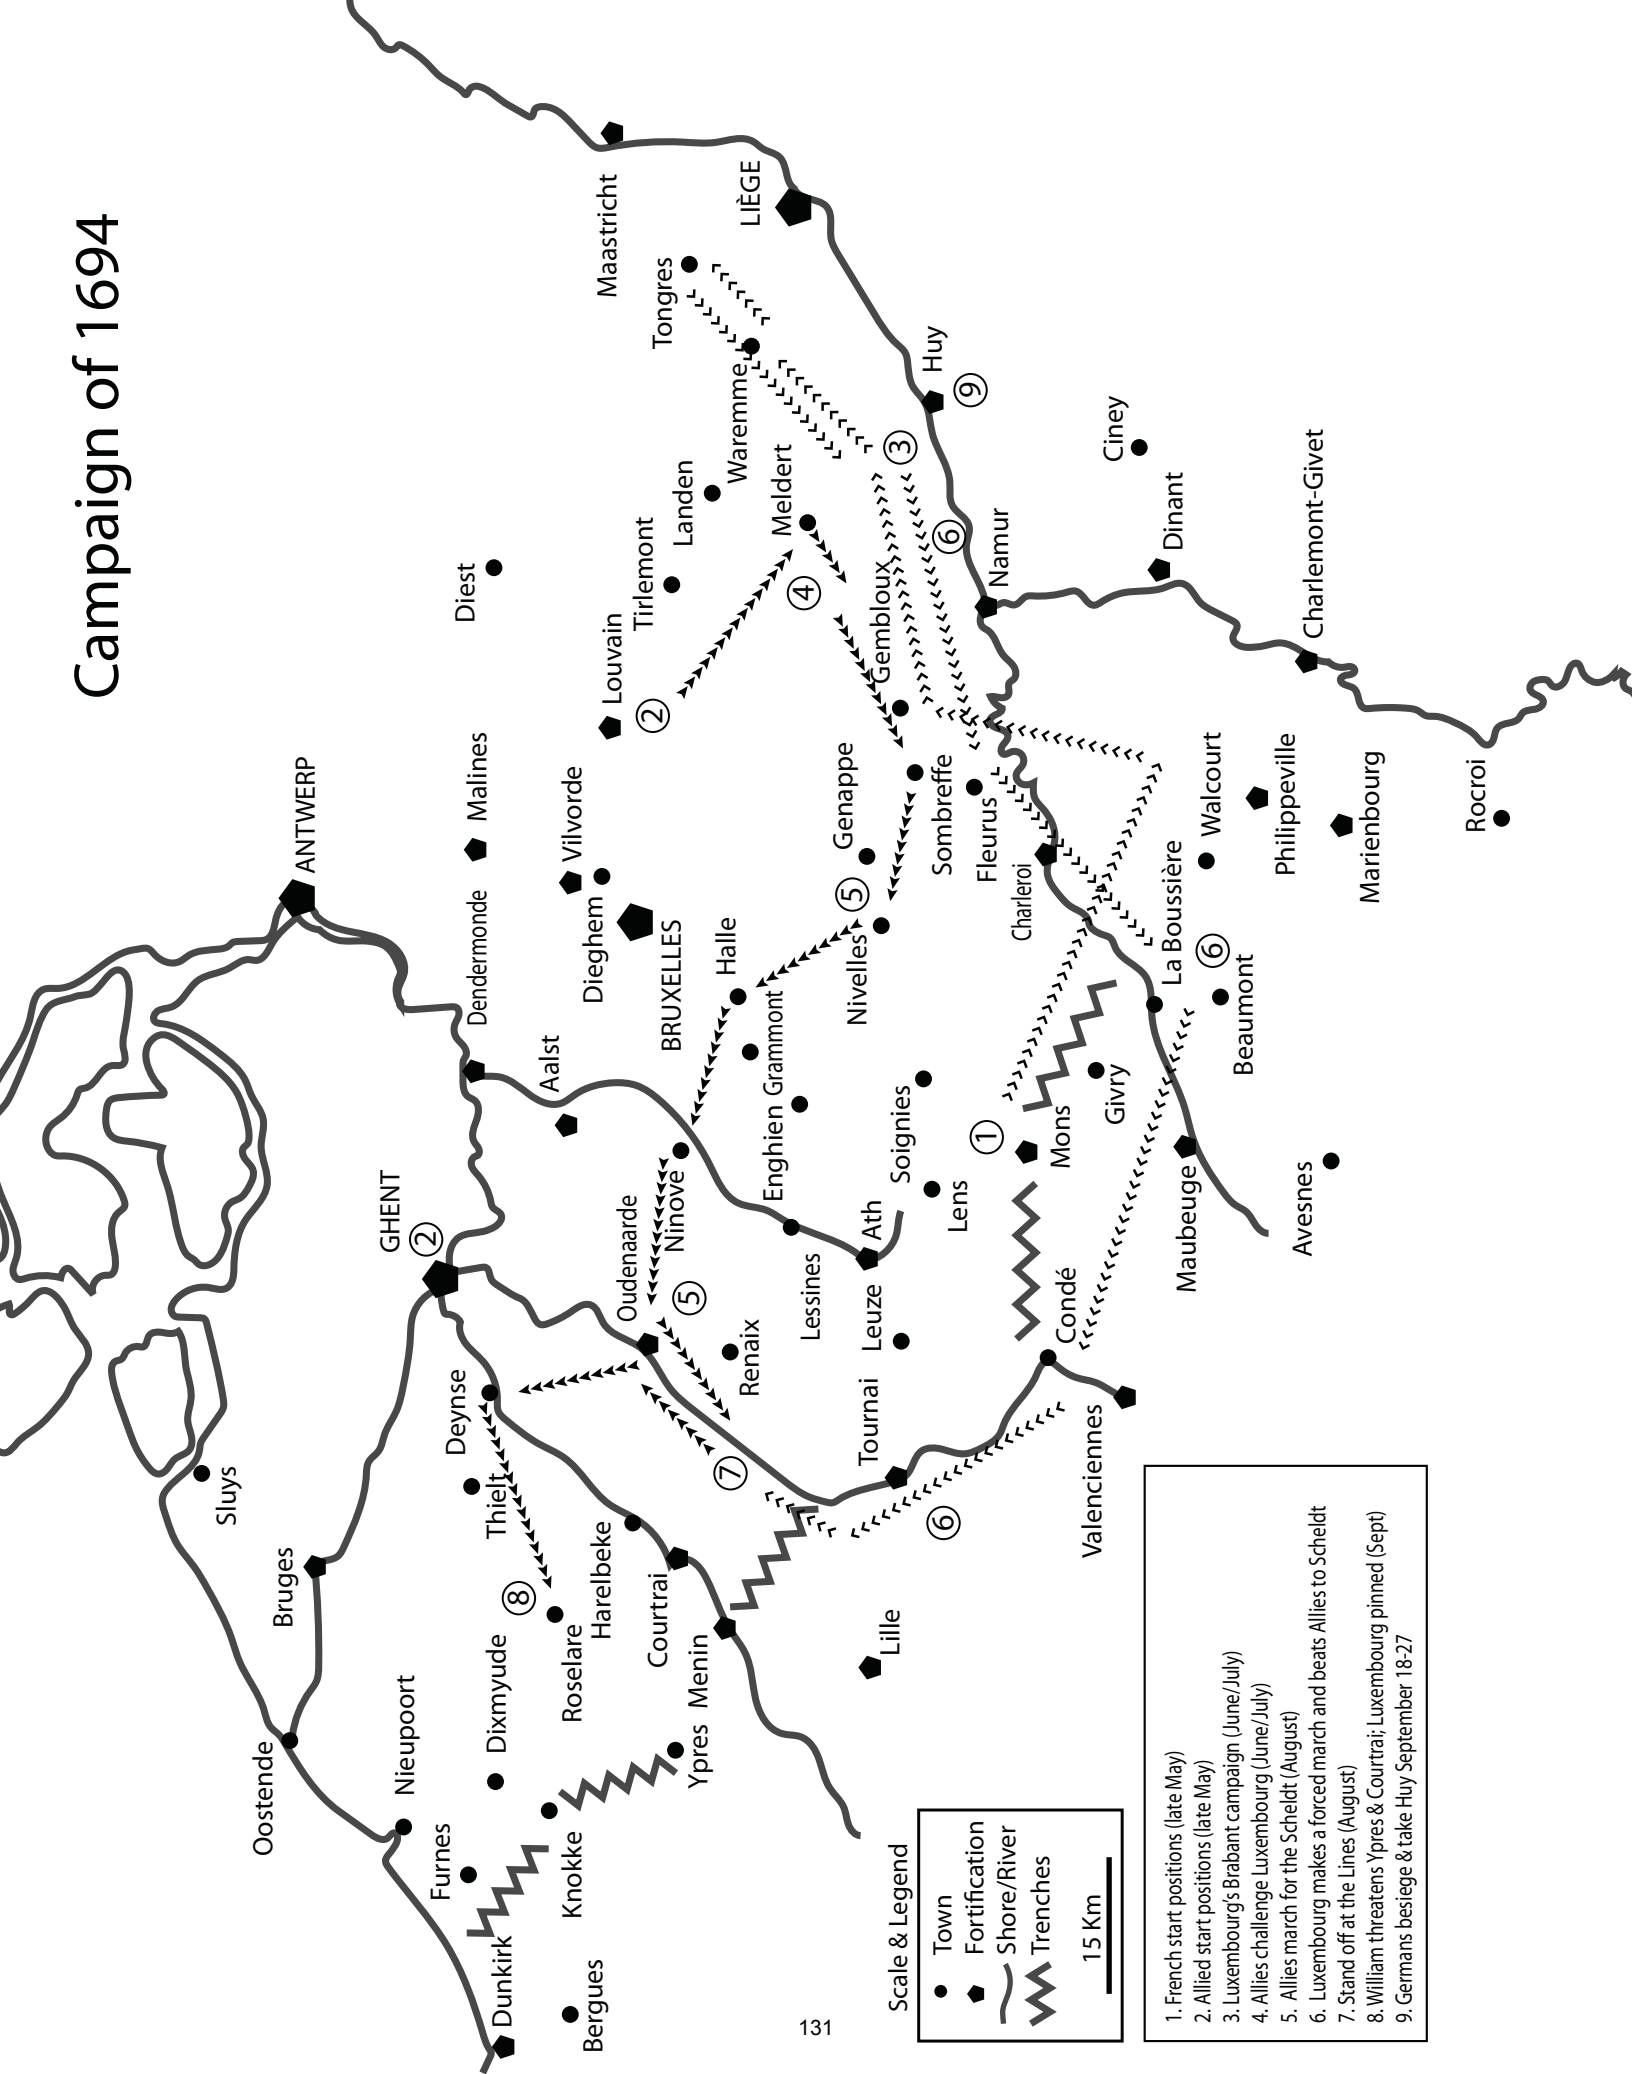 Campaign of 1694
Maastricht
LIÈGE
Tongres
Waremme
Huy
9
3
Landen
Meldert
Ciney
Diest
Tirlemont
4
Gembloux
6
Namur
Dinant
Charlemont-Givet
Louvain
2
ANTWERP
Malines
Vilvorde
Dieghem
BRUXELLES
Genappe
Sombreffe
Fleurus
Charleroi
Walcourt
Philippeville
Marienbourg
Rocroi
Dendermonde
Halle
5
Nivelles
La Boussière
6
Beaumont
Aalst
Grammont
Enghien
Soignies
1
Mons
Givry
GHENT
2
Oudenaarde
Ninove
Lens
Maubeuge
Avesnes
5
Lessines
Ath
Leuze
Condé
Renaix
Deynse
Thielt
Tournai
Valenciennes
7
6
Sluys
Bruges
8
Roselare
Harelbeke
Courtrai
Menin
Lille
Oostende
Nieupoort
Dixmyude
Ypres
Furnes
Knokke
Dunkirk
Bergues
Scale & Legend
Town
Fortification
Shore/River
Trenches
15 Km
1. French start positions (late May)
2. Allied start positions (late May)
3. Luxembourg's Brabant campaign (June/July)
4. Allies challenge Luxembourg (June/July)
5. Allies march for the Scheldt (August)
6. Luxembourg makes a forced march and beats Allies to Scheldt
7. Stand off at the Lines (August)
8. William threatens Ypres & Courtrai; Luxembourg pinned (Sept)
9. Germans besiege & take Huy September 18-27
131